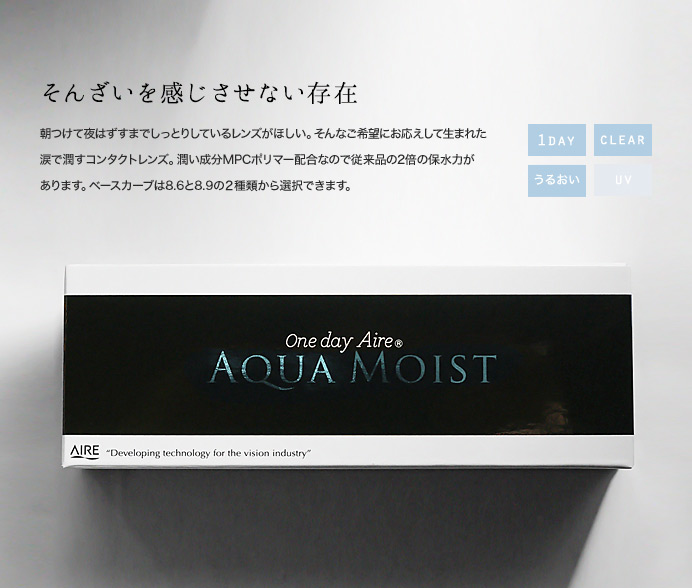 そんざいを感じさせない存在
朝つけて夜はずすまでしっとりしているレンズがほしい。そんなご希望にお応えして生まれた
涙で潤すコンタクトレンズ。潤い成分MPCポリマー配合なので従来品の2倍の保水力が
あります。ベースカーブは8.6と8.9の2種類から選択できます。
1DAY
CLEAR
うるおい
UV
One day Aire®
AQUA MOIST
AIRE "Developing technology for the vision industry"